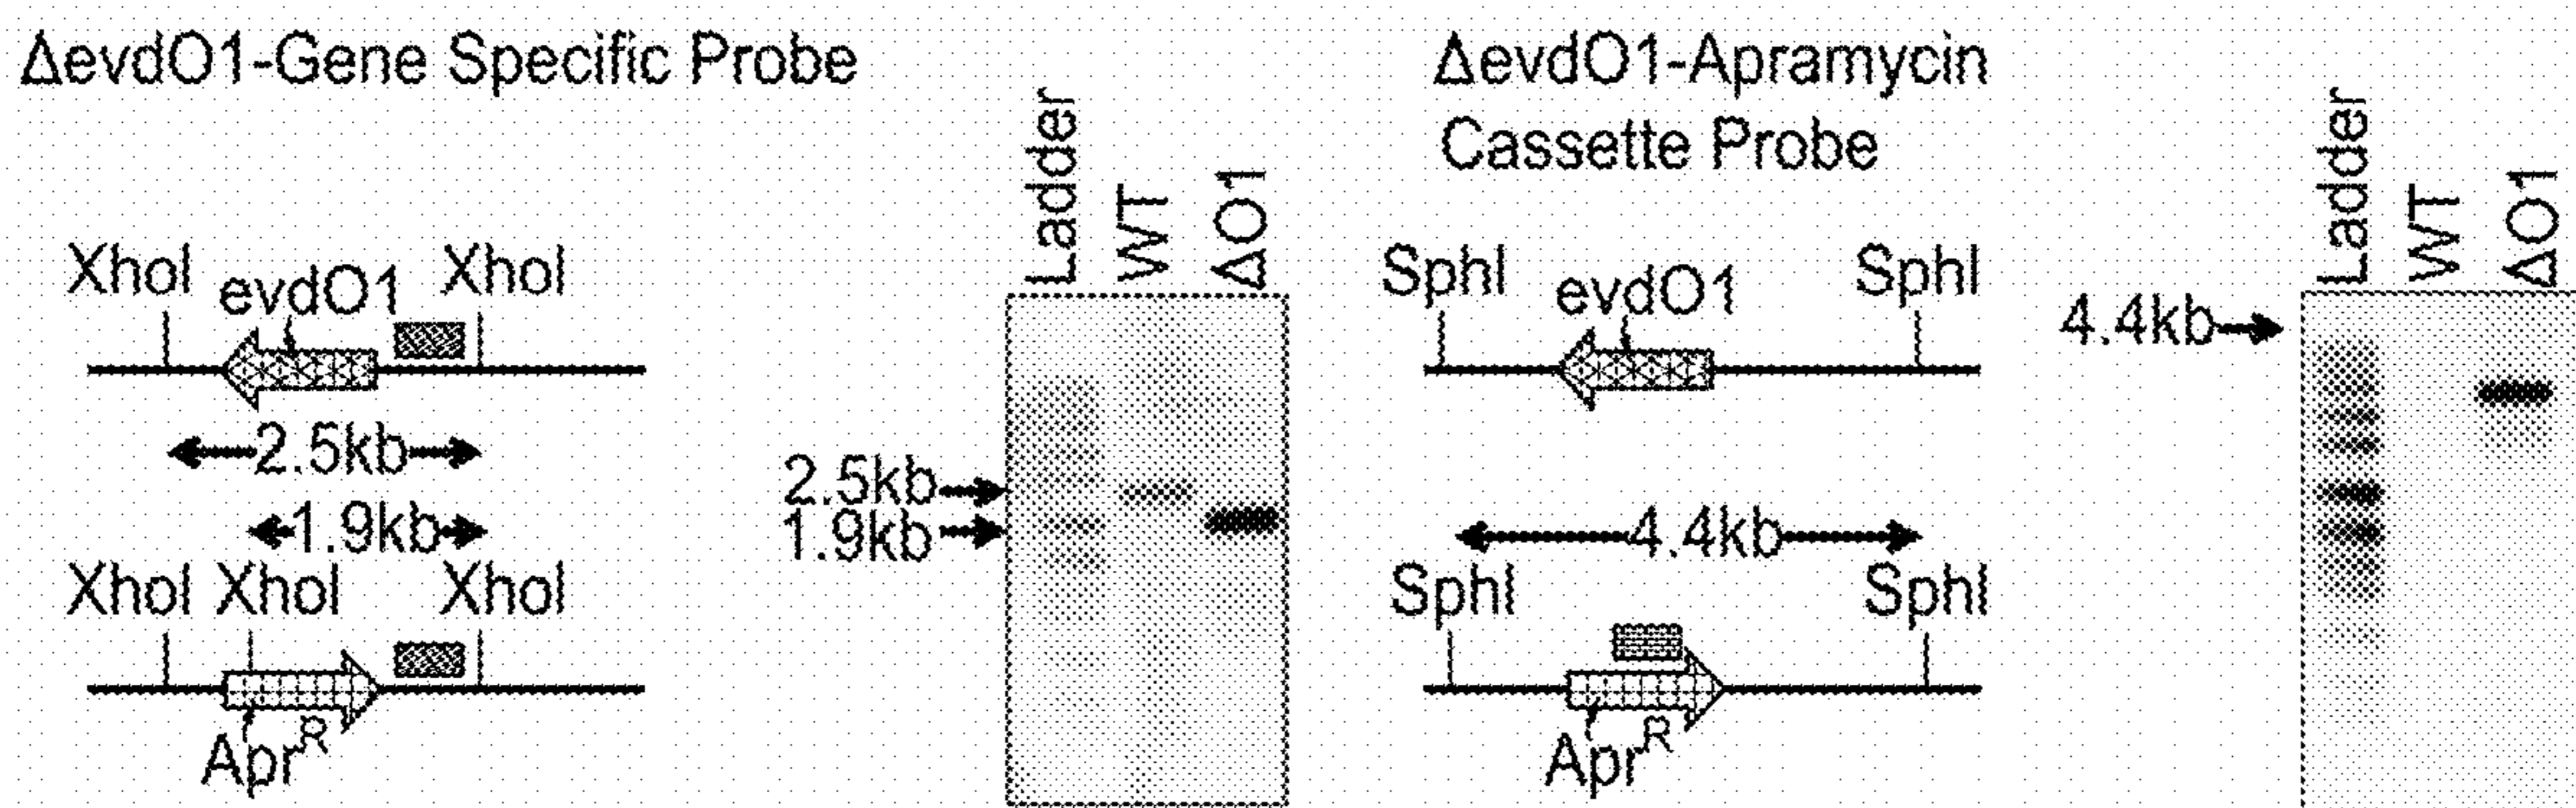 ΔevdO1-Gene Specific Probe
XhoI evdO1 XhoI
2.5kb
1.9kb
XhoI XhoI XhoI
Apr^R
Ladder
WT
ΔO1
2.5kb
1.9kb
ΔevdO1-Apramycin
Cassette Probe
SphI evdO1 SphI
4.4kb
SphI SphI
Apr^R
Ladder
WT
ΔO1
4.4kb